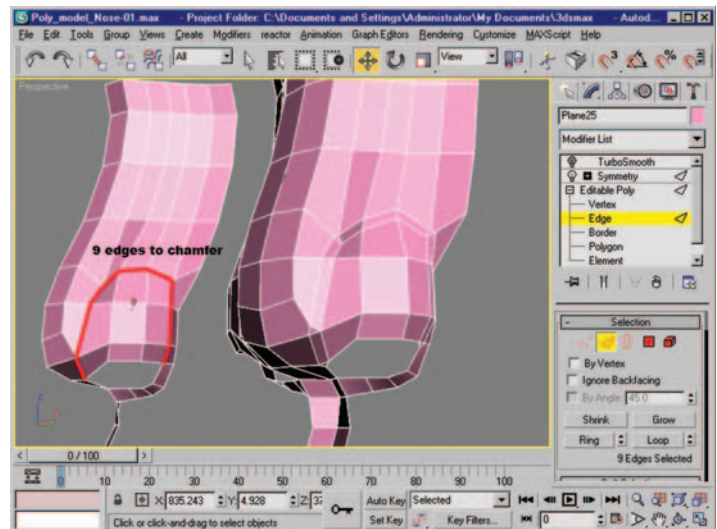 Poly_model_Nose-01.max - Project Folder: C:\Documents and Settings\Administrator\My Documents\3dsmax - Autod...
File Edit Tools Group Views Create Modifiers reactor Animation Graph Editors Rendering Customize MAXScript Help
All View
Perspective
Plane25
Modifier List
TurboSmooth
Symmetry
Editable Poly
Vertex
Edge
Border
Polygon
Element
9 edges to chamfer
- Selection
By Vertex
Ignore Backfacing
By Angle: 45.0
Shrink Grow
Ring Loop
9 Edges Selected
0 / 100
0 10 20 30 40 50 60 70 80 90 100
X: 835.243 Y: 4.928 Z: 37
Auto Key Selected
Click or click-and-drag to select objects
Set Key Key Filters... 0